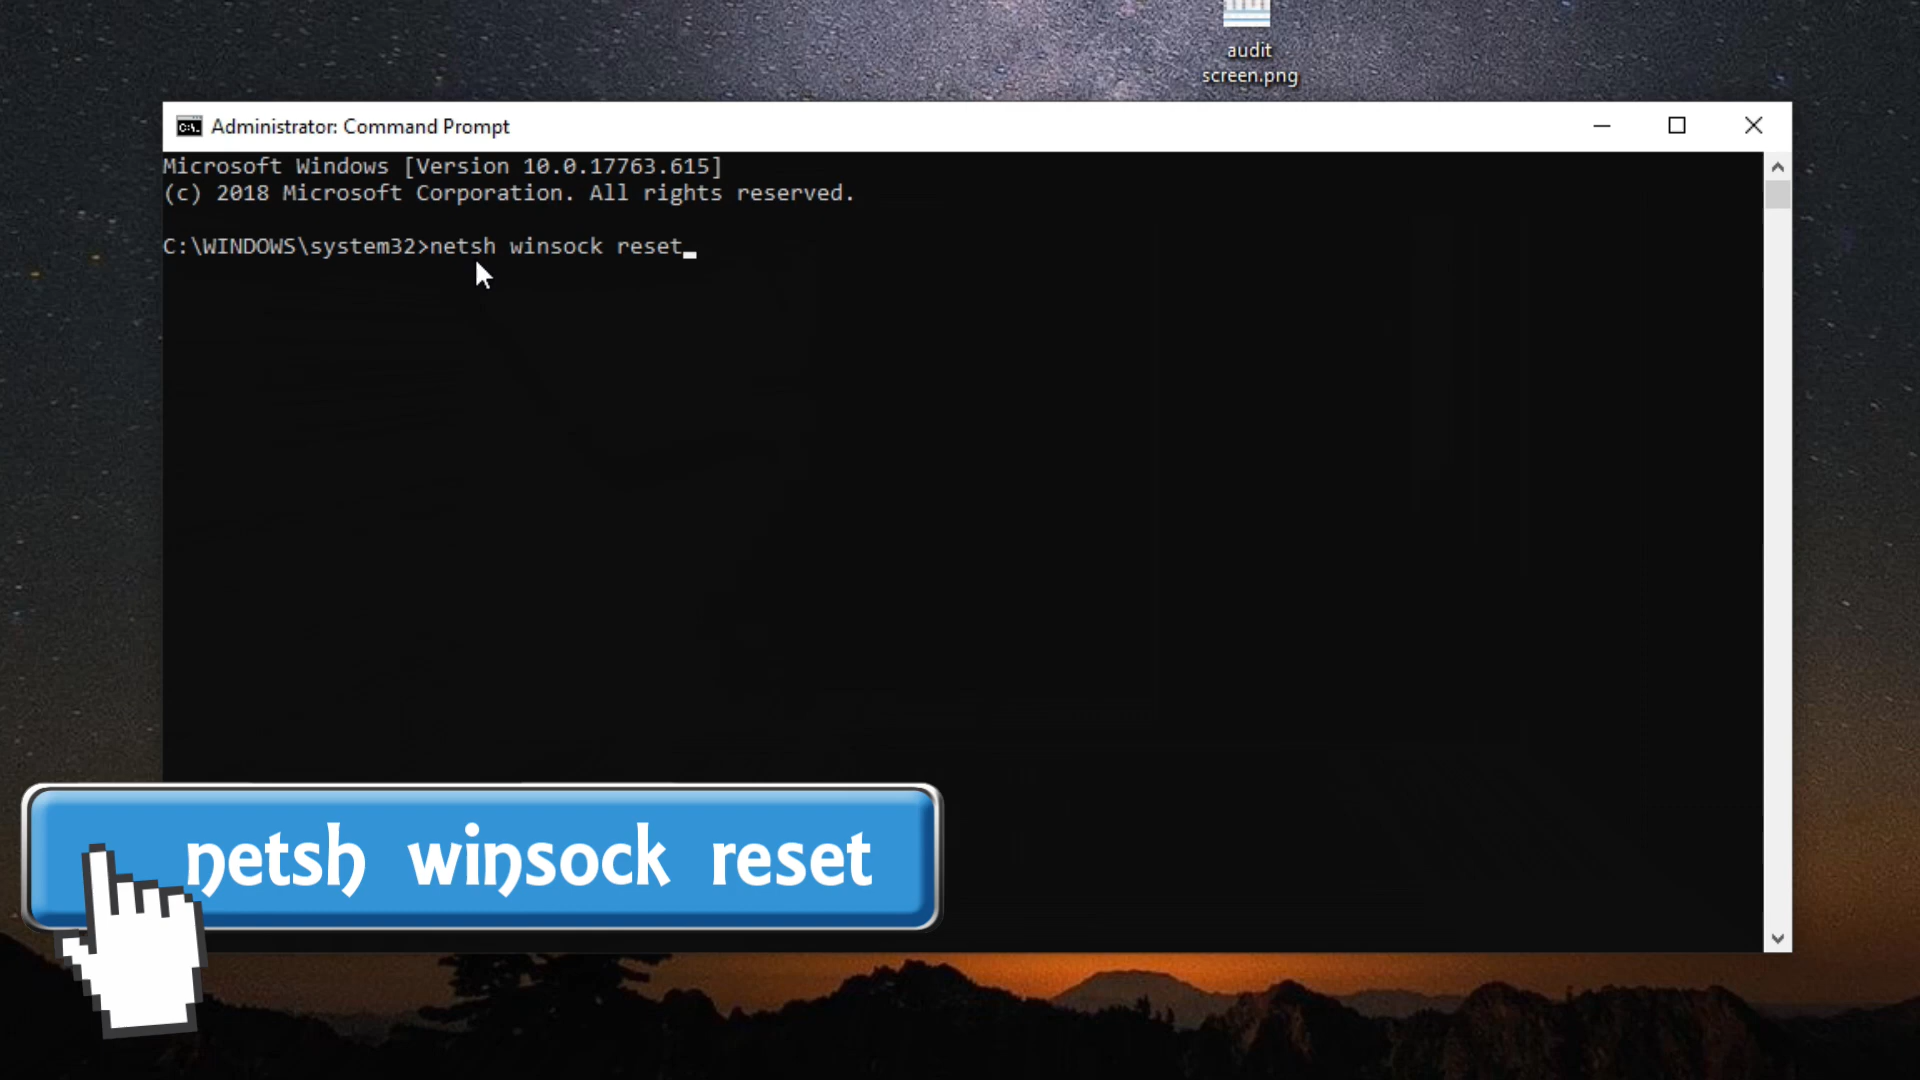 audit
screen.png
Administrator: Command Prompt
Microsoft Windows [Version 10.0.17763.615]
(c) 2018 Microsoft Corporation. All rights reserved.
C:\WINDOWS\system32>netsh winsock reset
netsh winsock reset